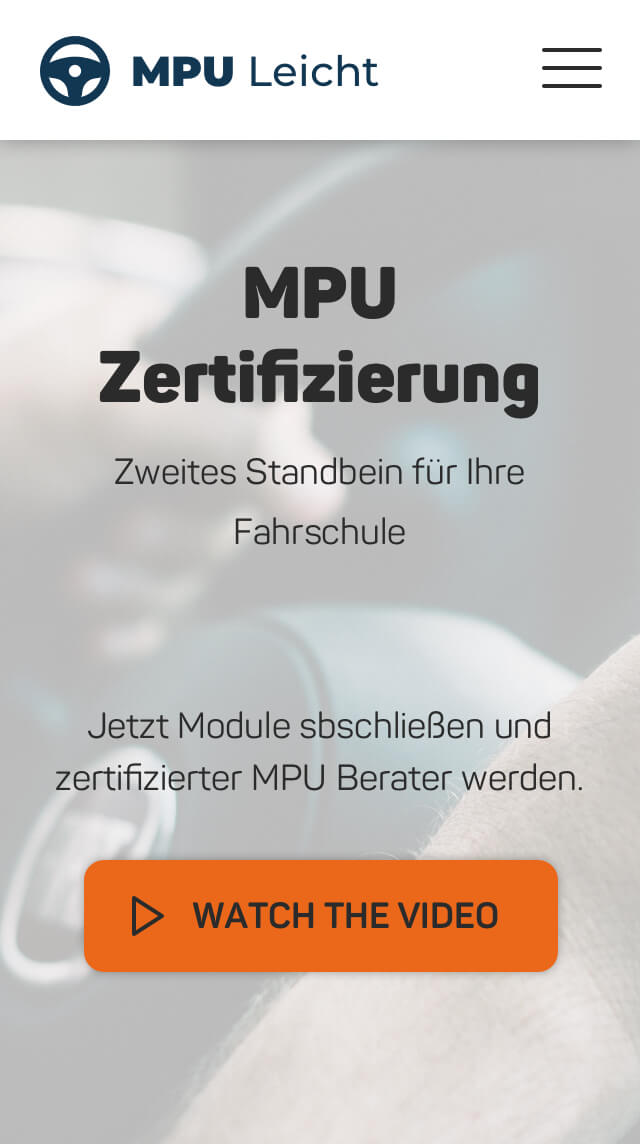 MPU Leicht
MPU
Zertifizierung
Zweites Standbein für Ihre
Fahrschule
Jetzt Module sbschließen und
zertifizierter MPU Berater werden.
WATCH THE VIDEO